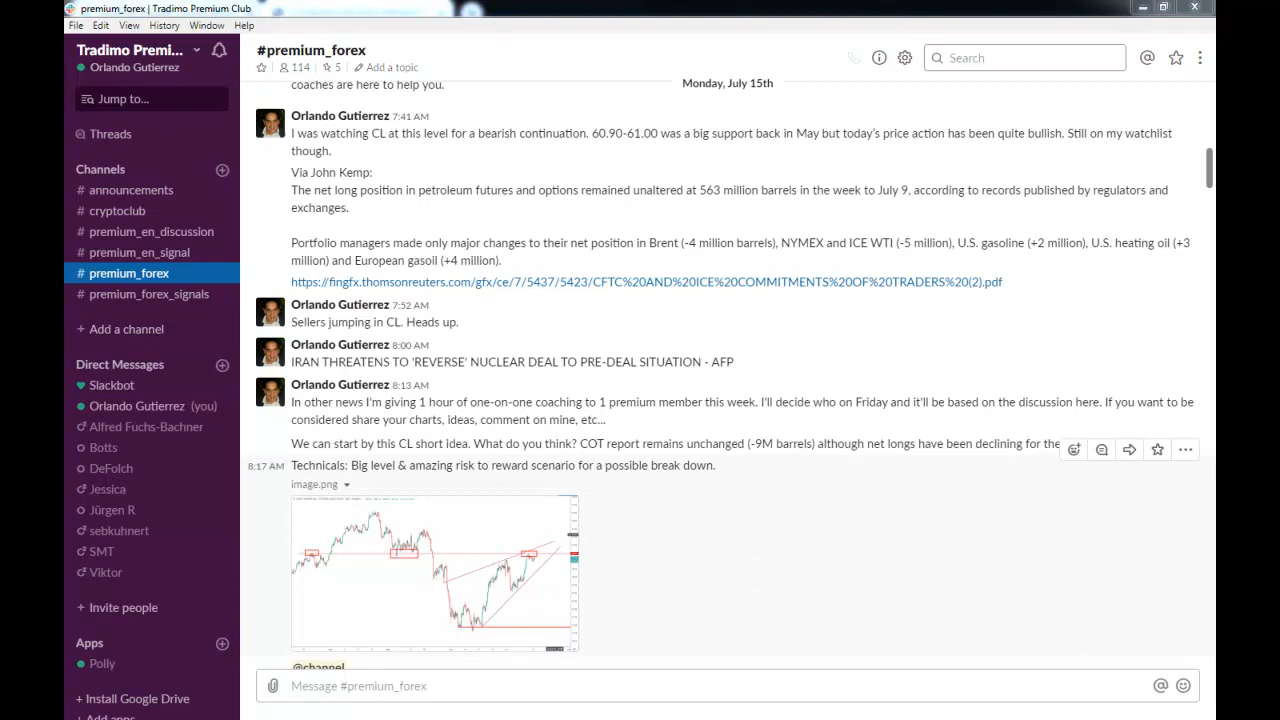 premium_forex | Tradimo Premium Club
File Edit View History Window Help
Tradimo Premi...
Orlando Gutierrez
Jump to...
Threads
Channels
# announcements
# cryptoclub
# premium_en_discussion
# premium_en_signal
# premium_forex
# premium_forex_signals
+ Add a channel
Direct Messages
Slackbot
Orlando Gutierrez (you)
Alfred Fuchs-Bachner
Botts
DeFolch
Jessica
Jürgen R
sebkuhnert
SMT
Viktor
+ Invite people
Apps
Polly
+ Install Google Drive
+ Add apps
#premium_forex
114 5 Add a topic
Search
Monday, July 15th
coaches are here to help you.
Orlando Gutierrez 7:41 AM
I was watching CL at this level for a bearish continuation. 60.90-61.00 was a big support back in May but today's price action has been quite bullish. Still on my watchlist
though.
Via John Kemp:
The net long position in petroleum futures and options remained unaltered at 563 million barrels in the week to July 9, according to records published by regulators and
exchanges.
Portfolio managers made only major changes to their net position in Brent (-4 million barrels), NYMEX and ICE WTI (-5 million), U.S. gasoline (+2 million), U.S. heating oil (+3
million) and European gasoil (+4 million).
https://fingfx.thomsonreuters.com/gfx/ce/7/5437/5423/CFTC%20AND%20ICE%20COMMITMENTS%20OF%20TRADERS%20(2).pdf
Orlando Gutierrez 7:52 AM
Sellers jumping in CL. Heads up.
Orlando Gutierrez 8:00 AM
IRAN THREATENS TO 'REVERSE' NUCLEAR DEAL TO PRE-DEAL SITUATION - AFP
Orlando Gutierrez 8:13 AM
In other news I'm giving 1 hour of one-on-one coaching to 1 premium member this week. I'll decide who on Friday and it'll be based on the discussion here. If you want to be
considered share your charts, ideas, comment on mine, etc...
We can start by this CL short idea. What do you think? COT report remains unchanged (-9M barrels) although net longs have been declining for the
8:17 AM Technicals: Big level & amazing risk to reward scenario for a possible break down.
image.png
@channel
Message #premium_forex